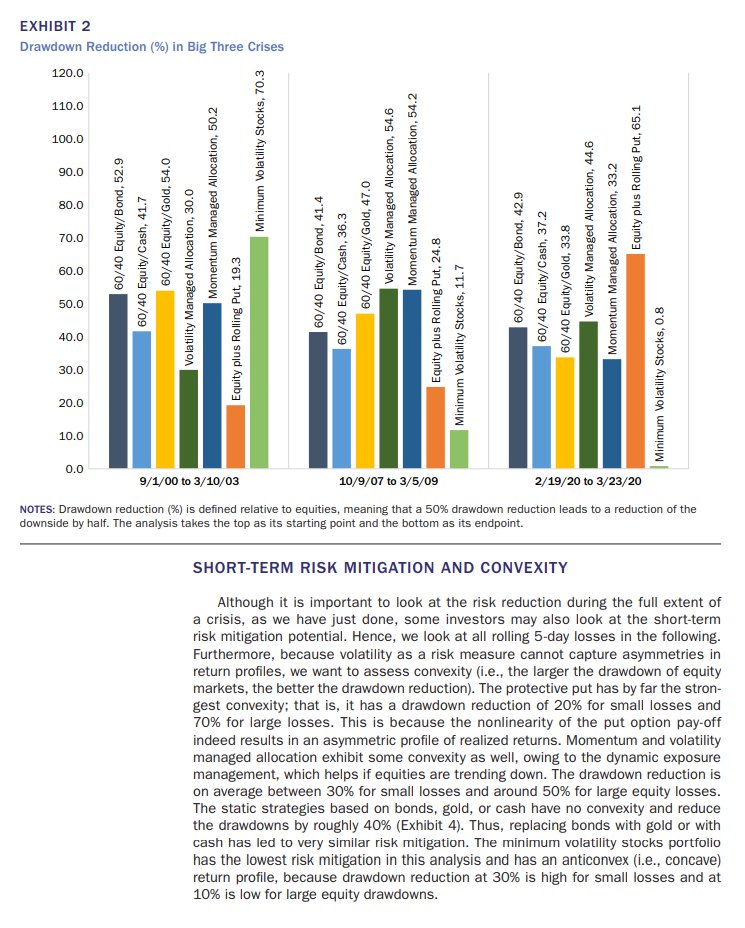 EXHIBIT 2
Drawdown Reduction (%) in Big Three Crises
120.0
110.0
100.0
90.0
80.0
70.0
60.0
50.0
40.0
30.0
20.0
10.0
0.0
60/40 Equity/Bond, 52.9
60/40 Equity/Cash, 41.7
60/40 Equity/Gold, 54.0
Volatility Managed Allocation, 30.0
Momentum Managed Allocation, 50.2
Equity plus Rolling Put, 19.3
Minimum Volatility Stocks, 70.3
60/40 Equity/Bond, 41.4
60/40 Equity/Cash, 36.3
60/40 Equity/Gold, 47.0
Volatility Managed Allocation, 54.6
Momentum Managed Allocation, 54.2
Equity plus Rolling Put, 24.8
Minimum Volatility Stocks, 11.7
60/40 Equity/Bond, 42.9
60/40 Equity/Cash, 37.2
60/40 Equity/Gold, 33.8
Volatility Managed Allocation, 44.6
Momentum Managed Allocation, 33.2
Equity plus Rolling Put, 65.1
Minimum Volatility Stocks, 0.8
9/1/00 to 3/10/03
10/9/07 to 3/5/09
2/19/20 to 3/23/20
NOTES: Drawdown reduction (%) is defined relative to equities, meaning that a 50% drawdown reduction leads to a reduction of the
downside by half. The analysis takes the top as its starting point and the bottom as its endpoint.
SHORT-TERM RISK MITIGATION AND CONVEXITY
Although it is important to look at the risk reduction during the full extent of
a crisis, as we have just done, some investors may also look at the short-term
risk mitigation potential. Hence, we look at all rolling 5-day losses in the following.
Furthermore, because volatility as a risk measure cannot capture asymmetries in
return profiles, we want to assess convexity (i.e., the larger the drawdown of equity
markets, the better the drawdown reduction). The protective put has by far the stron-
gest convexity; that is, it has a drawdown reduction of 20% for small losses and
70% for large losses. This is because the nonlinearity of the put option pay-off
indeed results in an asymmetric profile of realized returns. Momentum and volatility
managed allocation exhibit some convexity as well, owing to the dynamic exposure
management, which helps if equities are trending down. The drawdown reduction is
on average between 30% for small losses and around 50% for large equity losses.
The static strategies based on bonds, gold, or cash have no convexity and reduce
the drawdowns by roughly 40% (Exhibit 4). Thus, replacing bonds with gold or with
cash has led to very similar risk mitigation. The minimum volatility stocks portfolio
has the lowest risk mitigation in this analysis and has an anticonvex (i.e., concave)
return profile, because drawdown reduction at 30% is high for small losses and at
10% is low for large equity drawdowns.